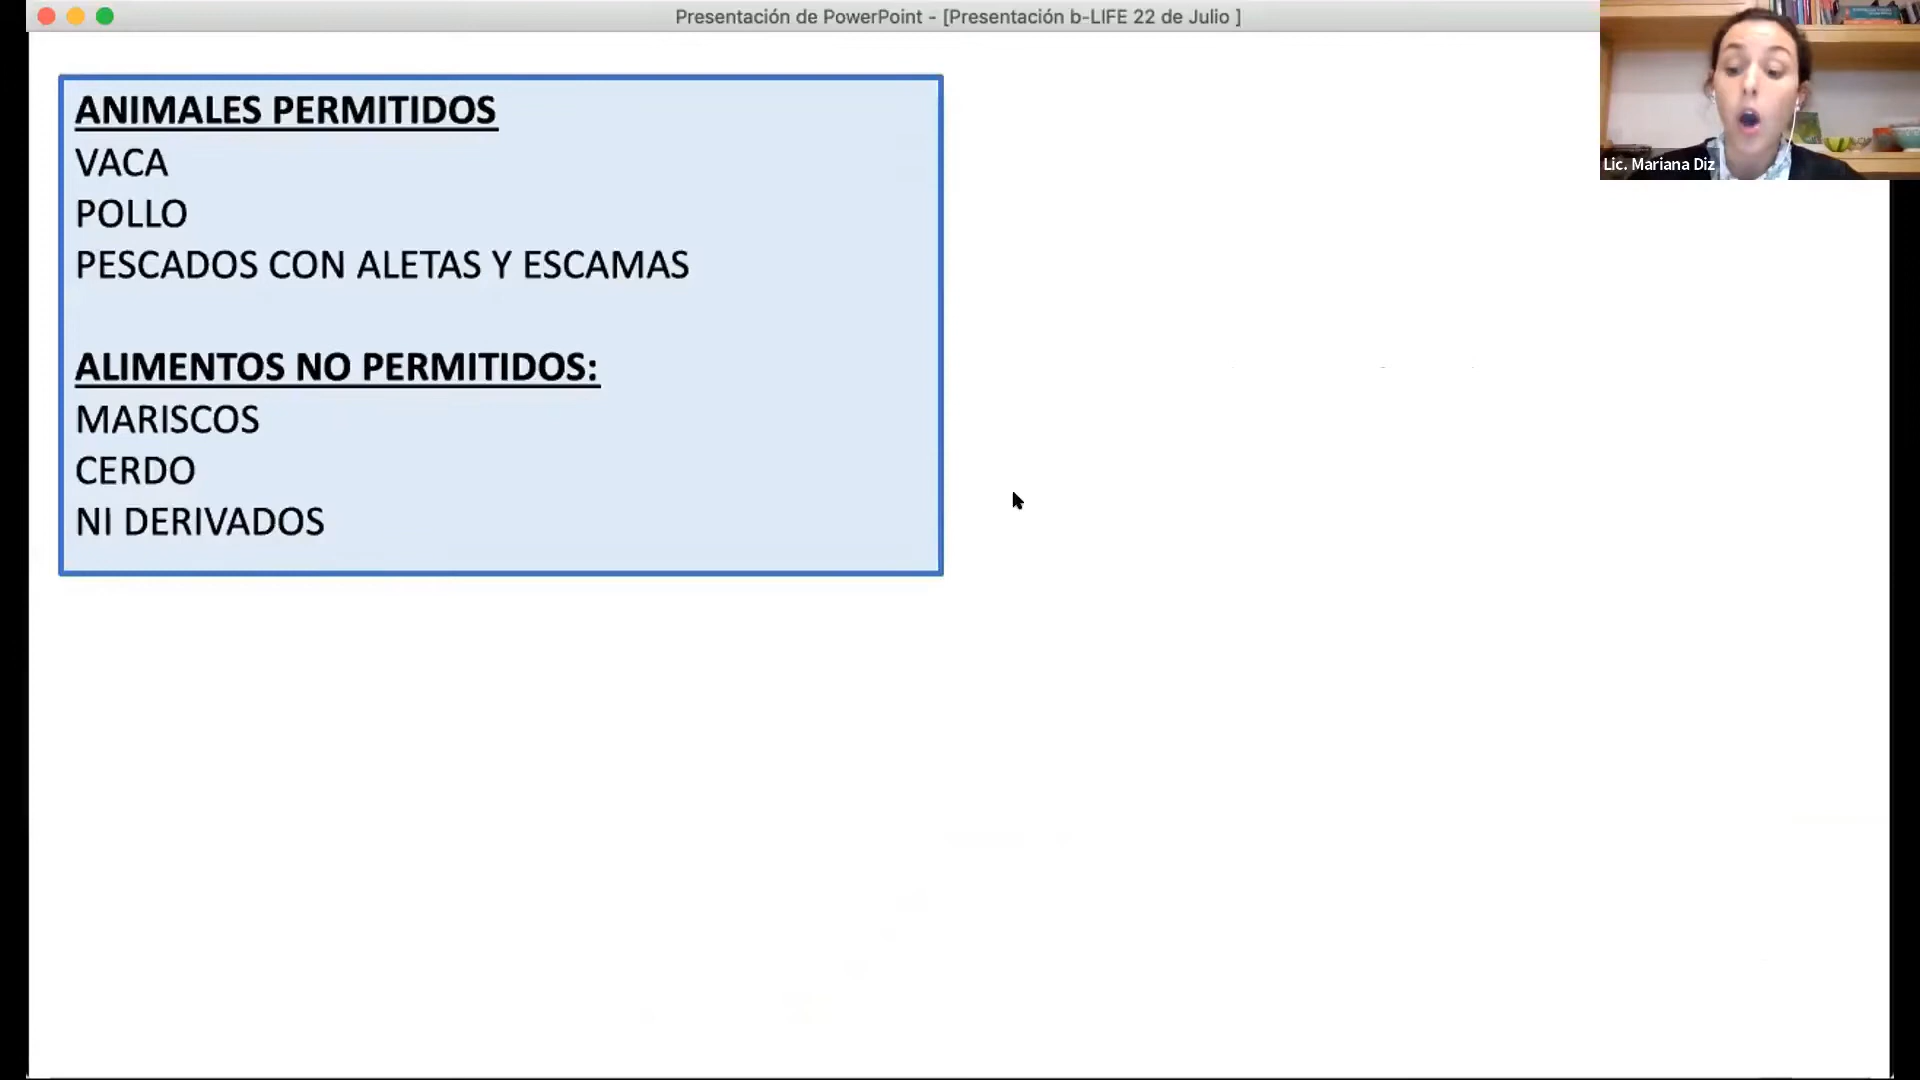 Presentación de PowerPoint - [Presentación b-LIFE 22 de Julio ]
Lic. Mariana Diz
ANIMALES PERMITIDOS
VACA
POLLO
PESCADOS CON ALETAS Y ESCAMAS
ALIMENTOS NO PERMITIDOS:
MARISCOS
CERDO
NI DERIVADOS